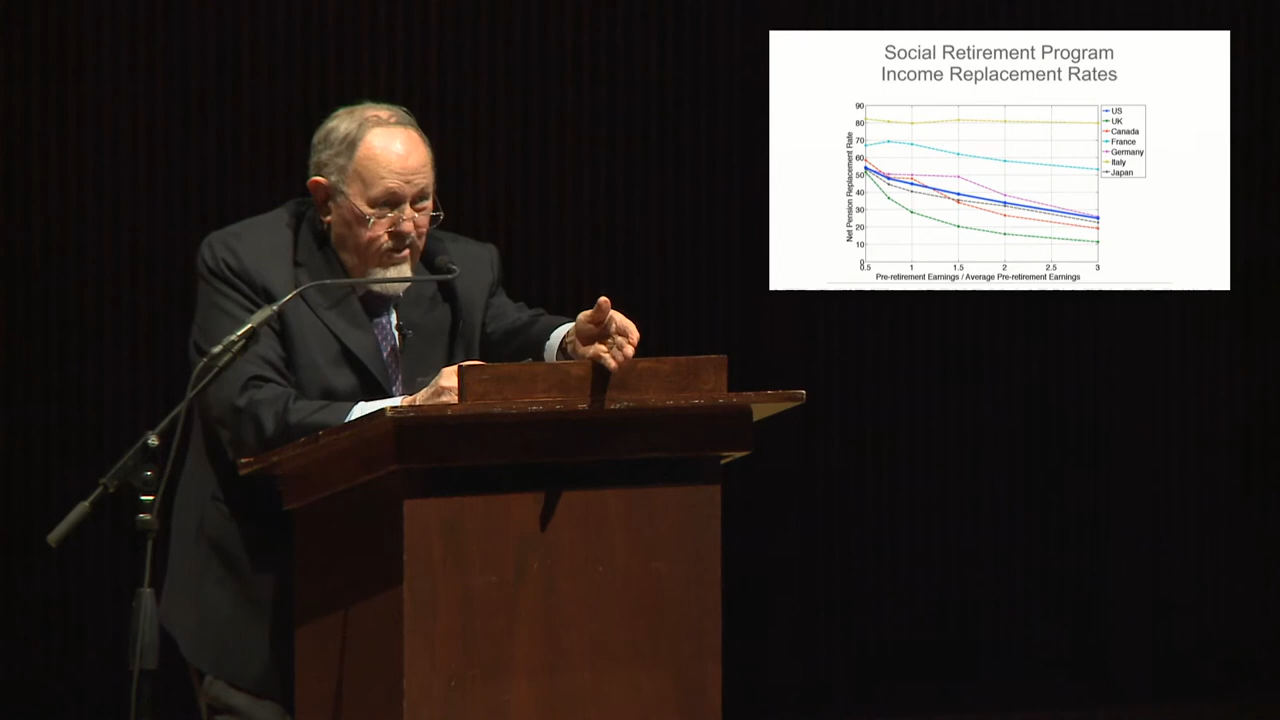 Social Retirement Program
Income Replacement Rates
90
80
70
60
50
40
30
20
10
0
Net Pension Replacement Rate
0.5 1 1.5 2 2.5 3
Pre-retirement Earnings / Average Pre-retirement Earnings
US
UK
Canada
France
Germany
Italy
Japan